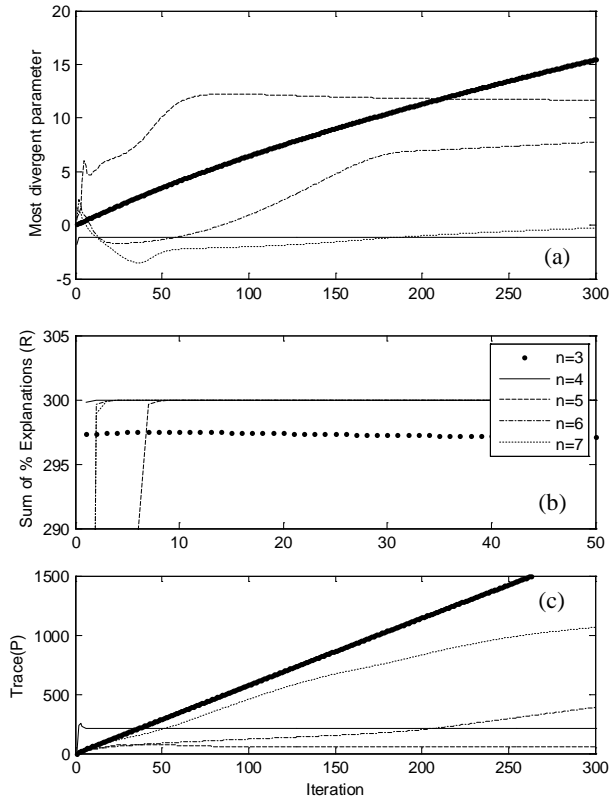 20
15
10
5
0
-5
Most divergent parameter
(a)
0 50 100 150 200 250 300
305
300
295
290
Sum of % Explanations (R)
n=3
n=4
n=5
n=6
n=7
(b)
0 10 20 30 40 50
1500
1000
500
0
Trace(P)
(c)
0 50 100 150 200 250 300
Iteration